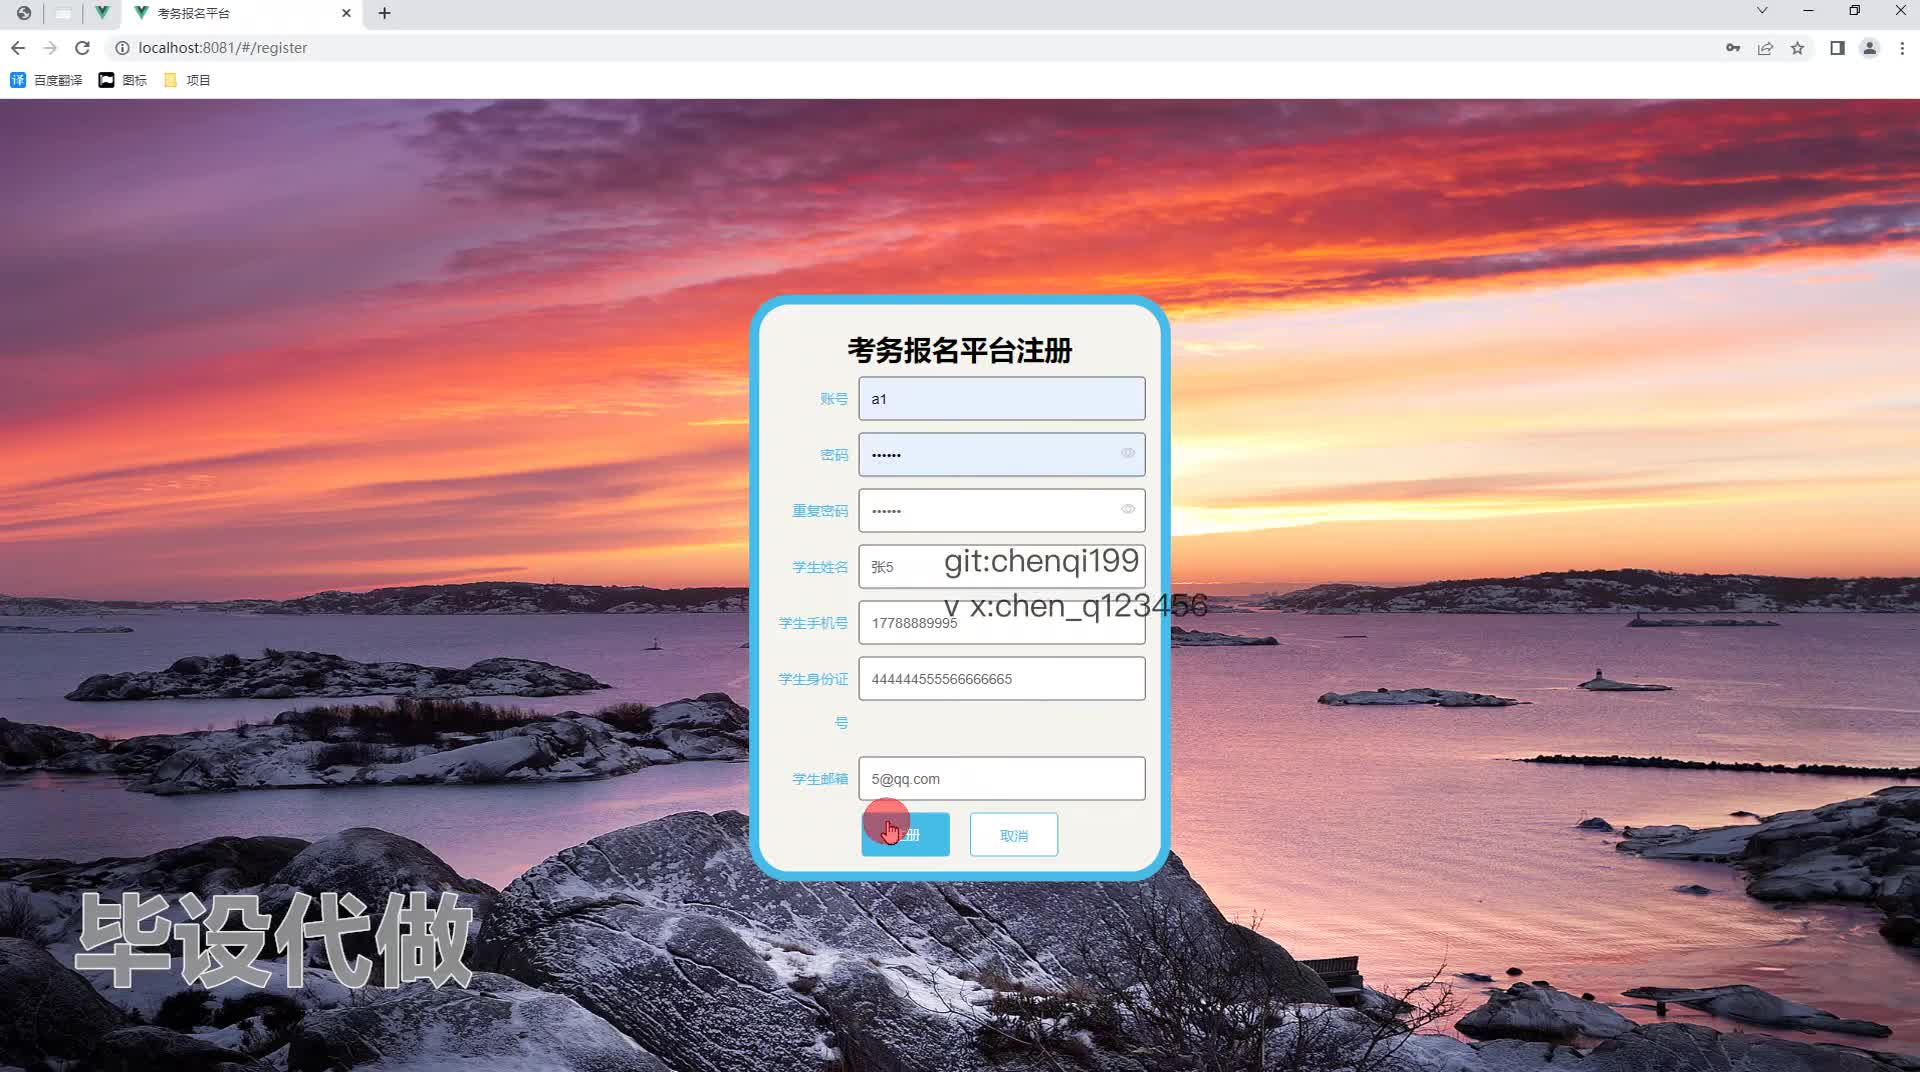 考务报名平台
localhost:8081/#/register
百度翻译 图标 项目
考务报名平台注册
账号 a1
密码 ••••••
重复密码 ••••••
学生姓名 张5
git:chenqi199
v x:chen_q123456
学生手机号 17788889995
学生身份证 444444555566666665
号
学生邮箱 5@qq.com
册 取消
毕设代做